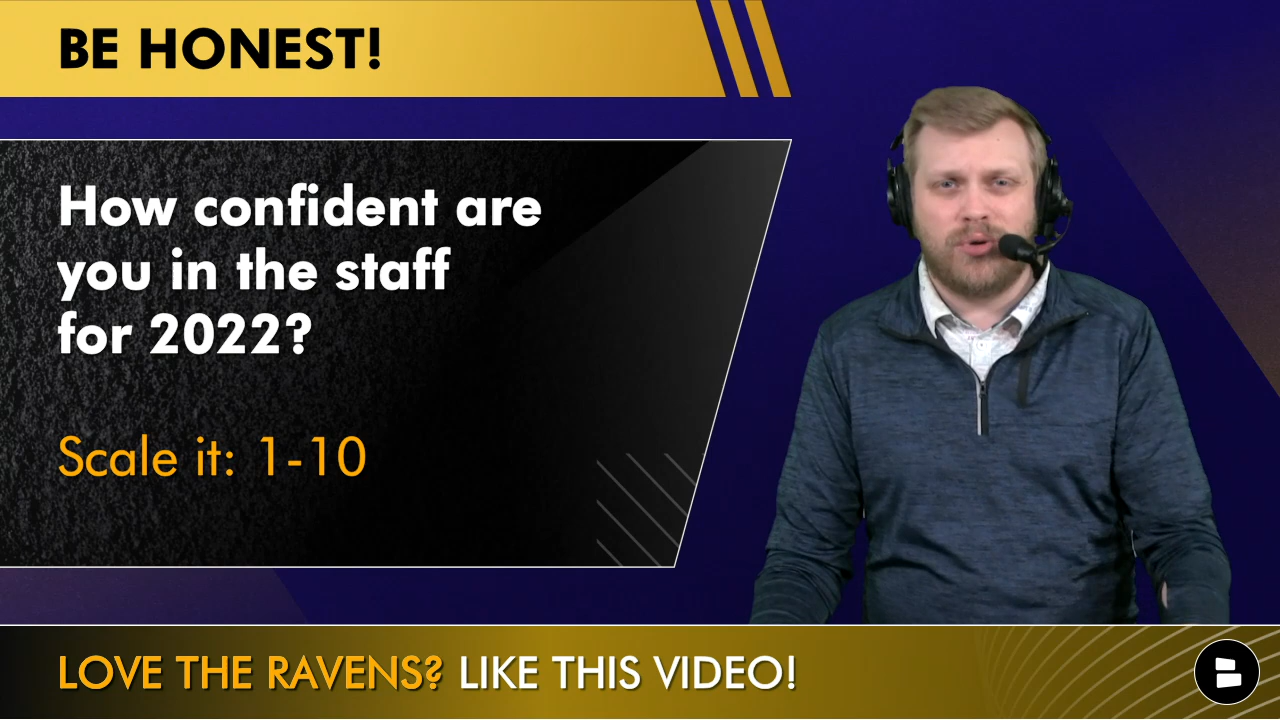 BE HONEST!
How confident are
you in the staff
for 2022?
Scale it: 1-10
LOVE THE RAVENS? LIKE THIS VIDEO!